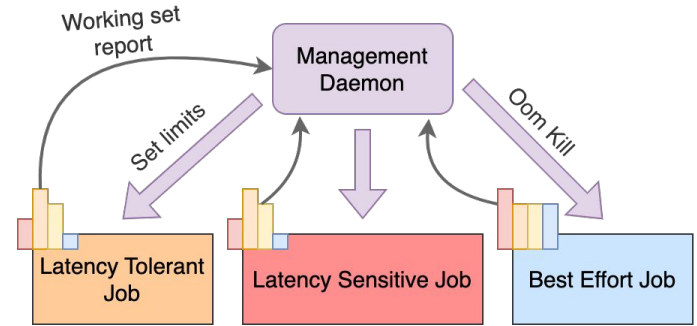 Working set
report
Management
Daemon
Set limits
Oom Kill
Latency Tolerant
Job
Latency Sensitive Job
Best Effort Job